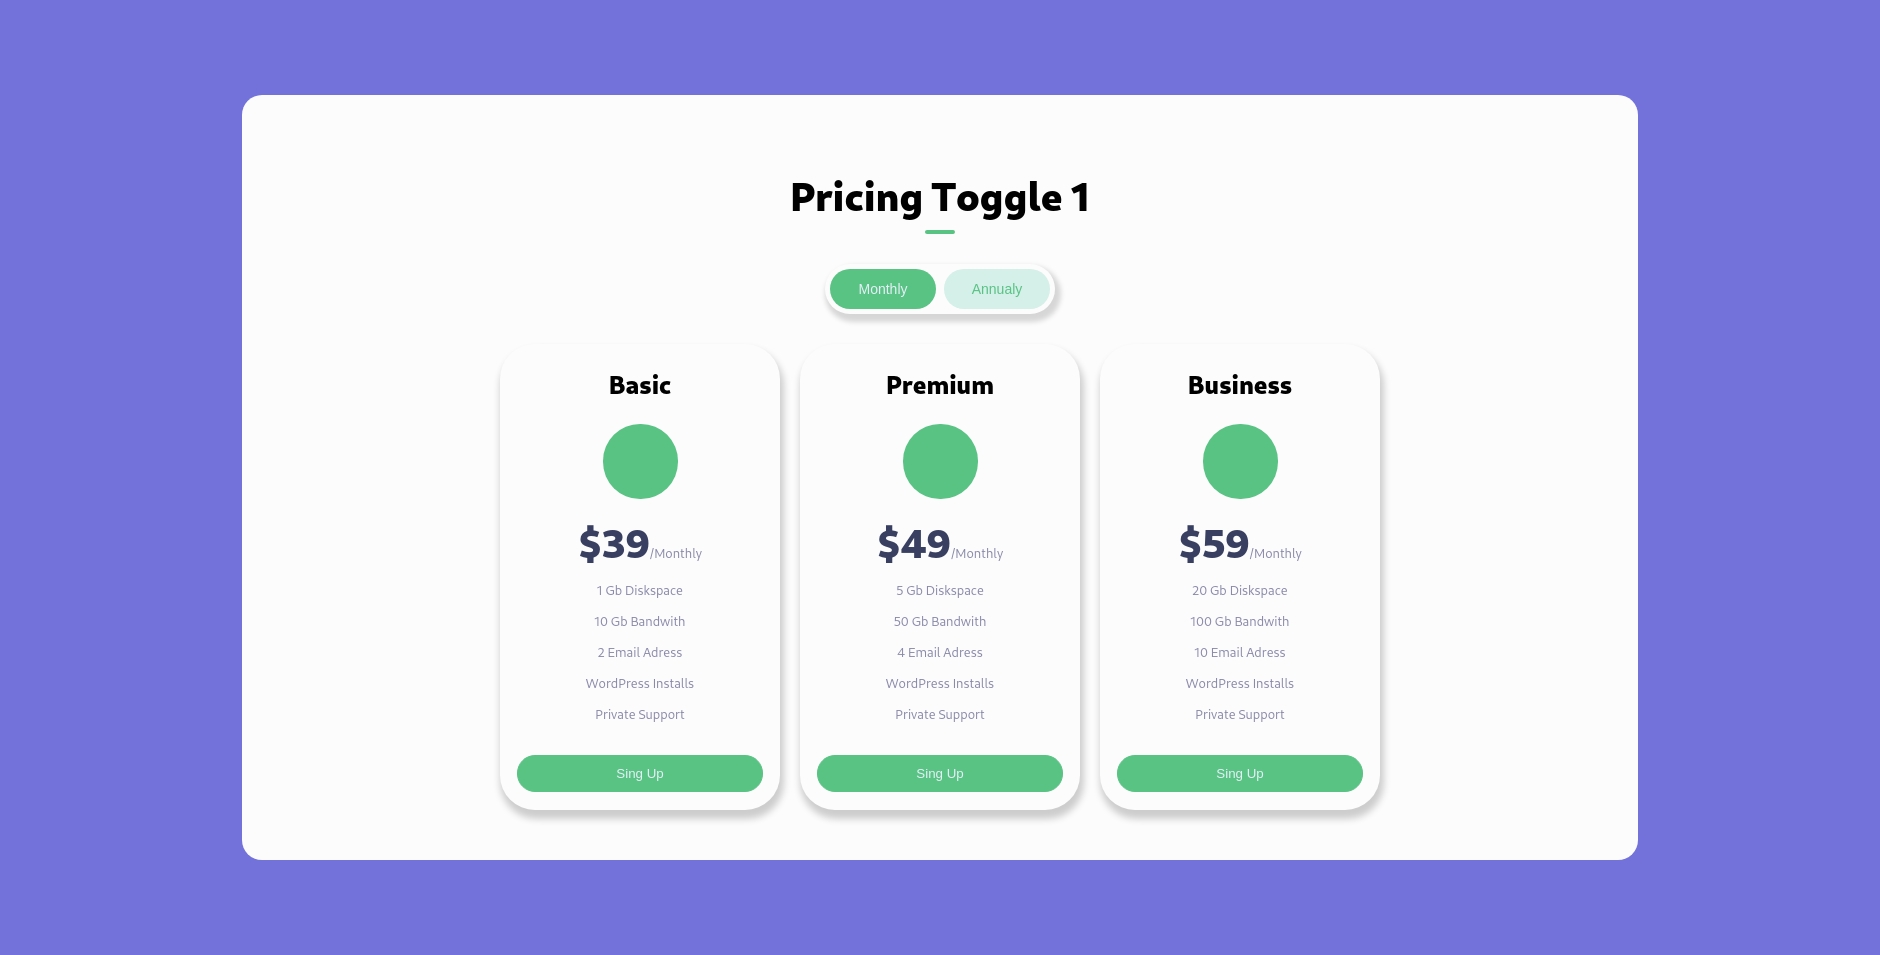 Pricing Toggle 1
Monthly
Annualy
Basic
$39/Monthly
1 Gb Diskspace
10 Gb Bandwith
2 Email Adress
WordPress Installs
Private Support
Sing Up
Premium
$49/Monthly
5 Gb Diskspace
50 Gb Bandwith
4 Email Adress
WordPress Installs
Private Support
Sing Up
Business
$59/Monthly
20 Gb Diskspace
100 Gb Bandwith
10 Email Adress
WordPress Installs
Private Support
Sing Up